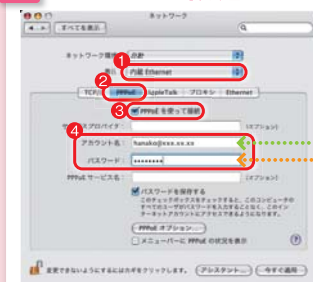 ネットワーク
すべてを表示
ネットワーク環境:
1
内蔵 Ethernet
2
TCP/
PPPoE
AppleTalk
プロキシ
Ethernet
3
PPPoE を使って接続
4
スプロバイダ:
(オプション)
アカウント名:
hanako@xxx.xx.xx
パスワード:
********
PPPoE サービス名:
(オプション)
パスワードを保存する
このチェックボックスをチェックすると、このコンピュータの
すべてのユーザがパスワードを入力することなく、このイン
ターネットアカウントにアクセスできるようになります。
PPPoE オプション...
メニューバーに PPPoE の状況を表示
?
変更できないようにするにはカギをクリックします。
アシスタント...
今すぐ適用